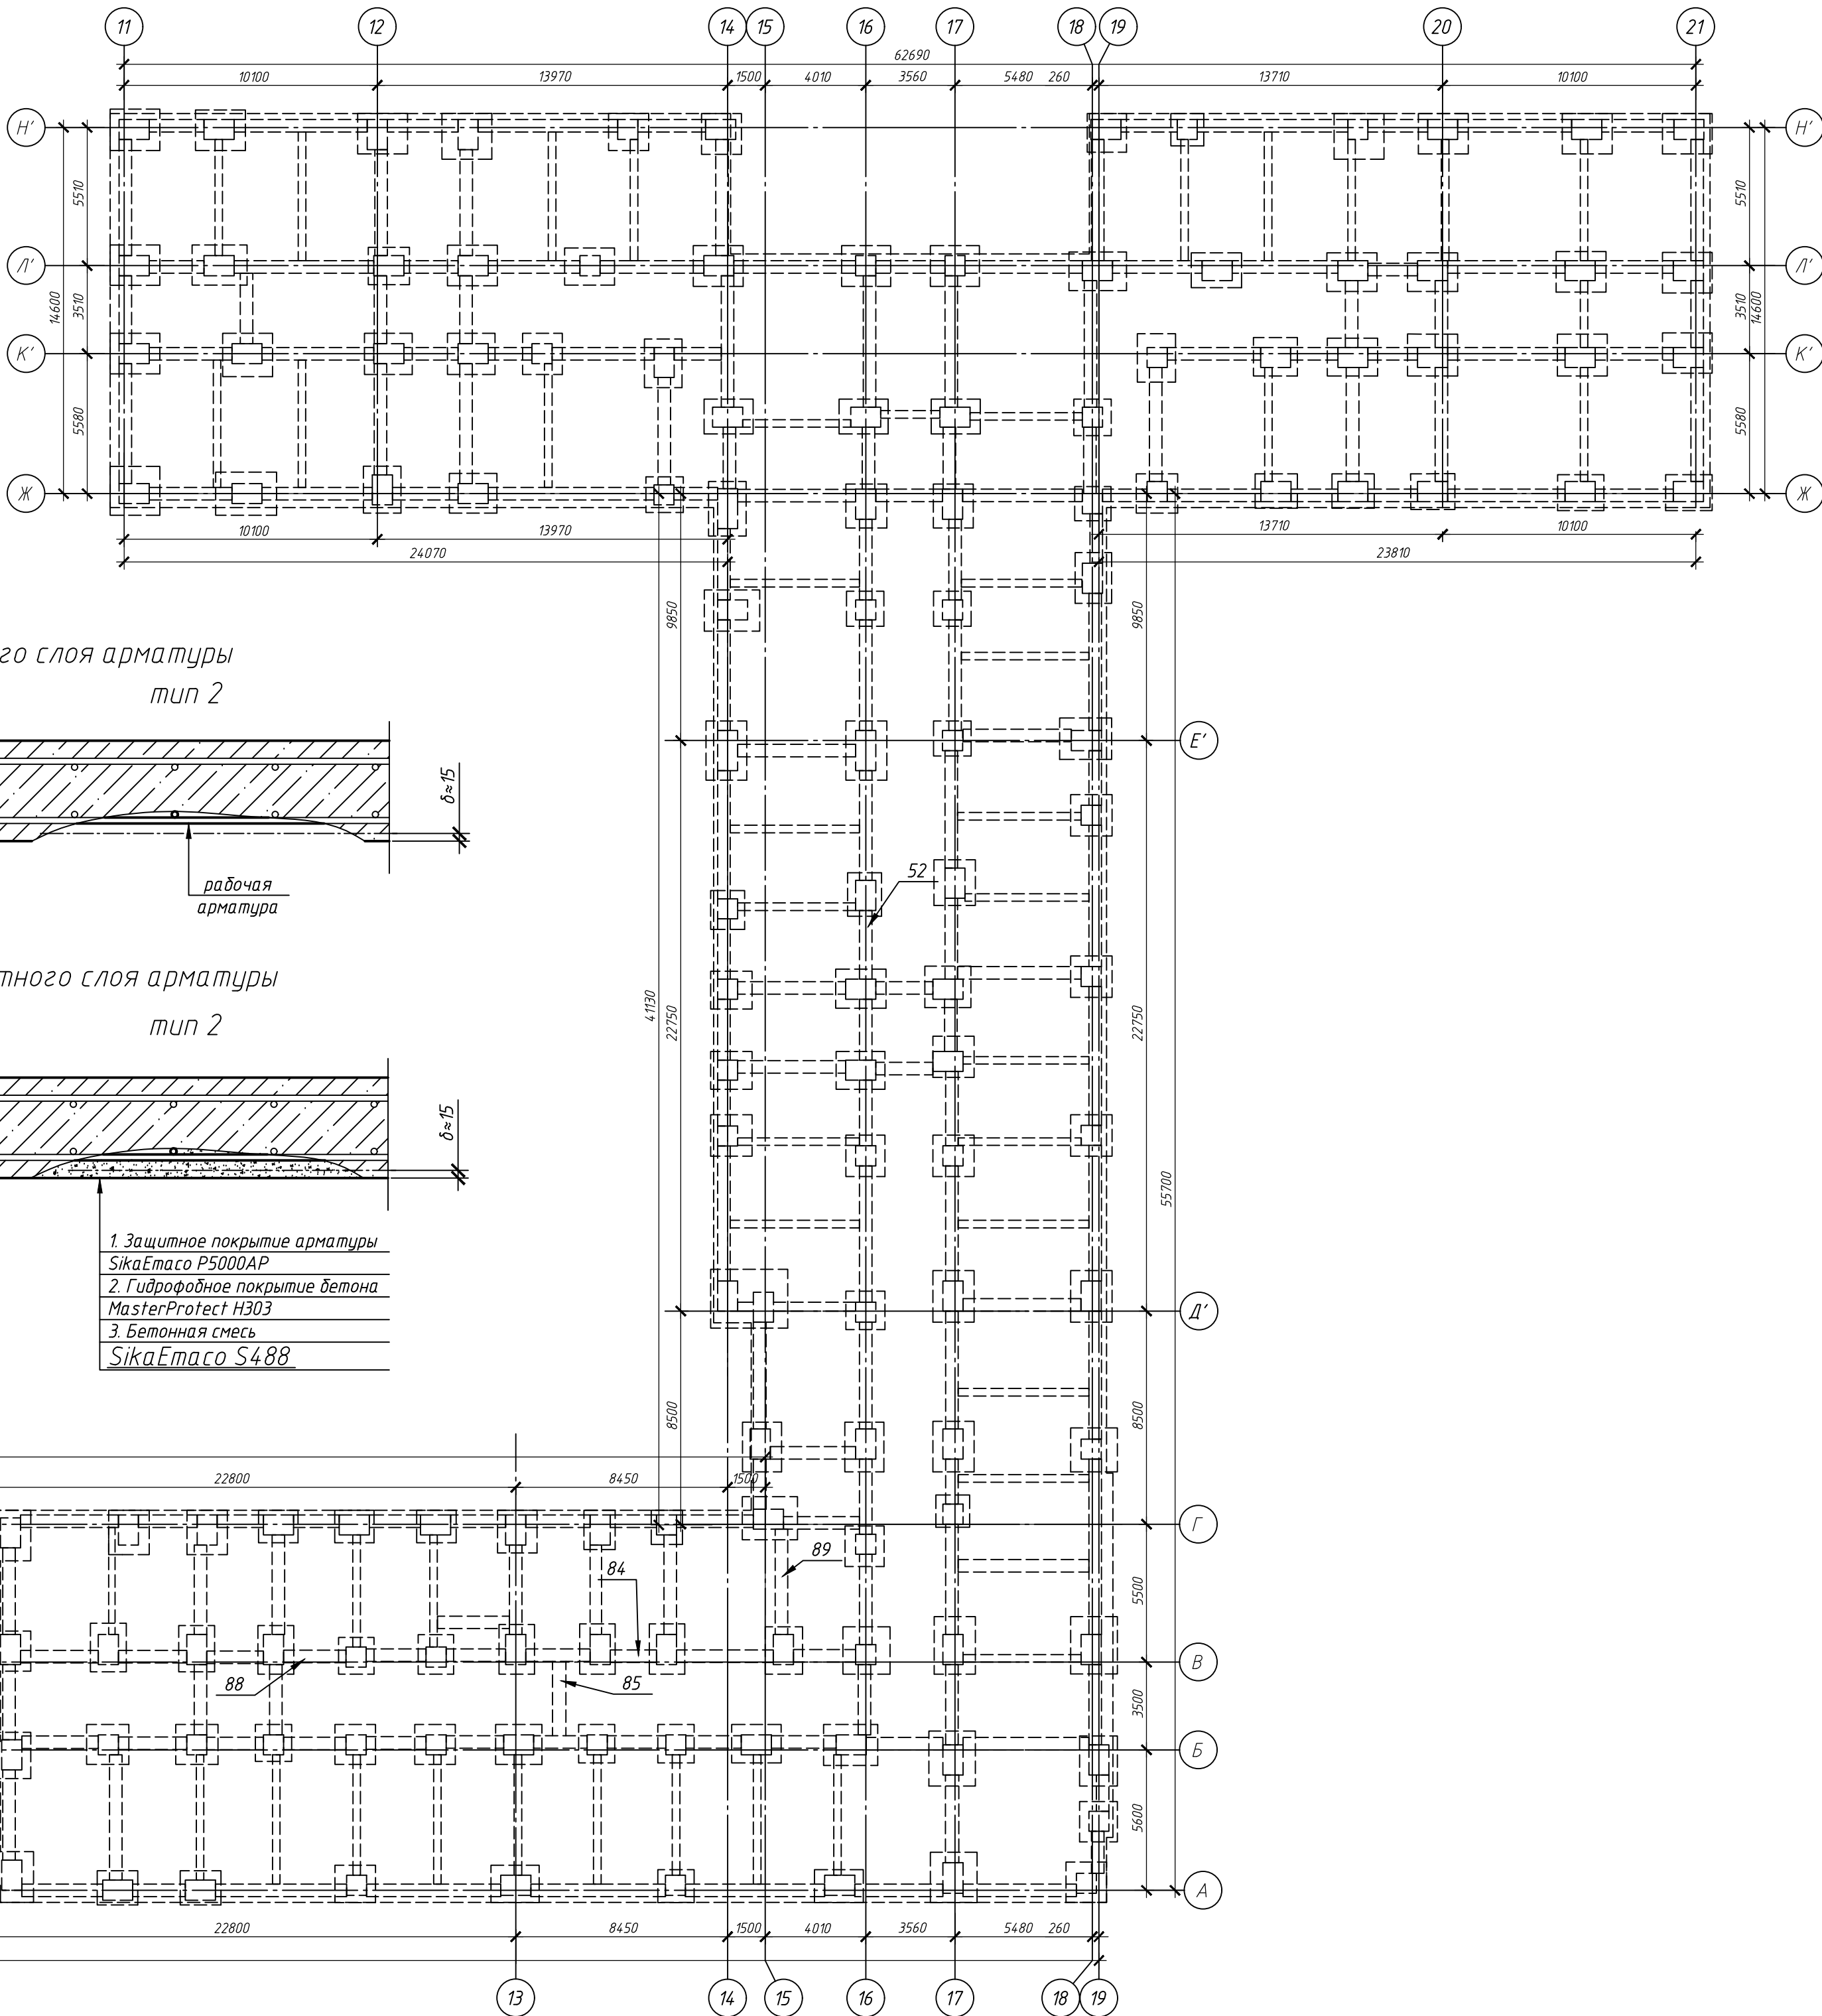 11 12 14 15 16 17 18 19 20 21
62690
10100 13970 1500 4010 3560 5480 260 13710 10100
Н' Н'
5510 5510
Л' Л'
14600 3510 3510 14600
К' К'
5580 5580
Ж Ж
10100 13970 13710 10100
24070 23810
9850 9850
го слоя арматуры
тип 2
Е'
δ≈15
52
рабочая
арматура
тного слоя арматуры
41130 22750 22750
тип 2
δ≈15
55700
1. Защитное покрытие арматуры
SikaEmaco P5000AP
2. Гидрофобное покрытие бетона
MasterProtect H303
3. Бетонная смесь
SikaEmaco S488
Д'
8500 8500
22800 8450 1500
Г
89
84
5500
88 85
В
3500
Б
5600
А
22800 8450 1500 4010 3560 5480 260
13 14 15 16 17 18 19